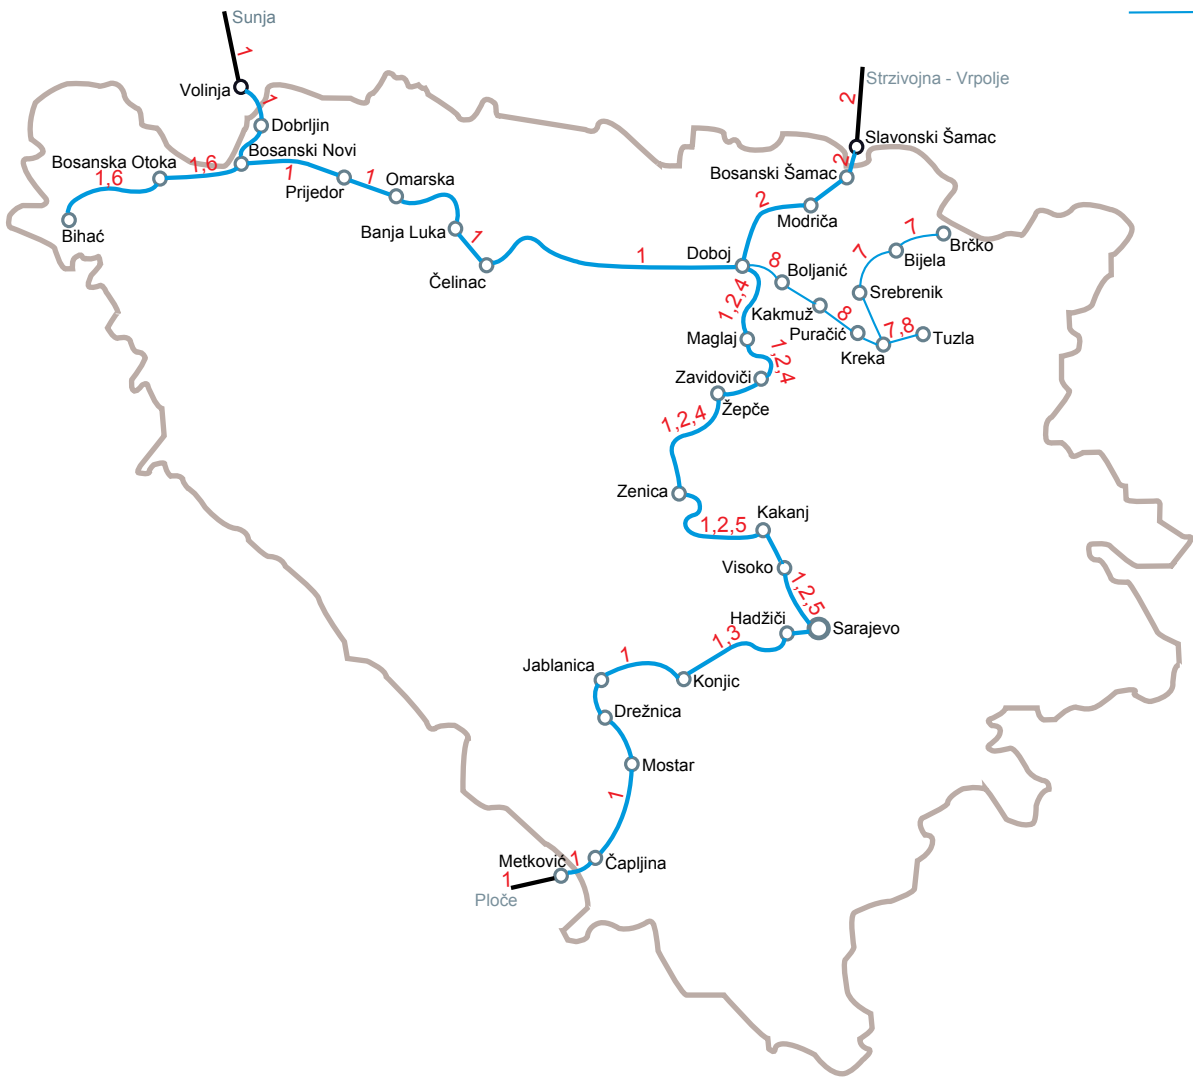 Sunja
1
Strzivojna - Vrpolje
Volinja
1
2
Dobrljin
Slavonski Šamac
Bosanski Novi
2
Bosanska Otoka
1,6
1
Bosanski Šamac
1,6
Prijedor
1
Omarska
2
Modriča
7
Brčko
Bihać
Banja Luka
1
7
Bijela
Čelinac
1
Doboj
8
Boljanić
Srebrenik
1,2,4
Kakmuž
8
Puračić
7,8
Tuzla
Maglaj
Kreka
1,2,4
Zavidoviči
Žepče
1,2,4
Zenica
Kakanj
1,2,5
Visoko
1,2,5
Hadžiči
Sarajevo
1,3
Jablanica
1
Konjic
Drežnica
Mostar
1
Metković
1
Čapljina
1
Ploče